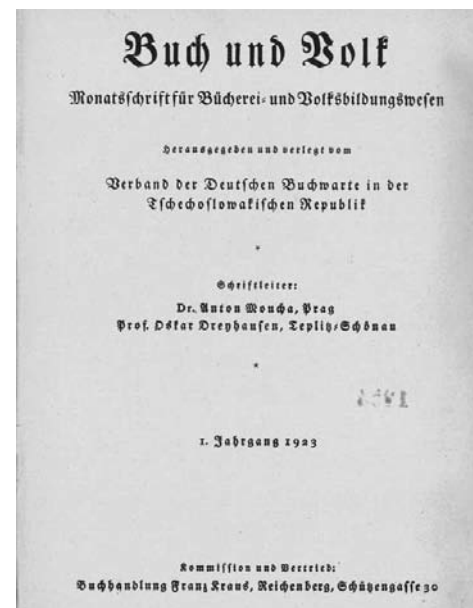 Buch und Volk
Monatsschrift für Bücherei- und Volksbildungswesen
Herausgegeben und verlegt vom
Verband der Deutschen Buchwarte in der
Tschechoslowakischen Republik
*
Schriftleiter:
Dr. Anton Moucha, Prag
Prof. Oskar Dreyhausen, Teplitz-Schönau
*
1. Jahrgang 1923
Kommission und Vertrieb:
Buchhandlung Franz Kraus, Reichenberg, Schützengasse 30